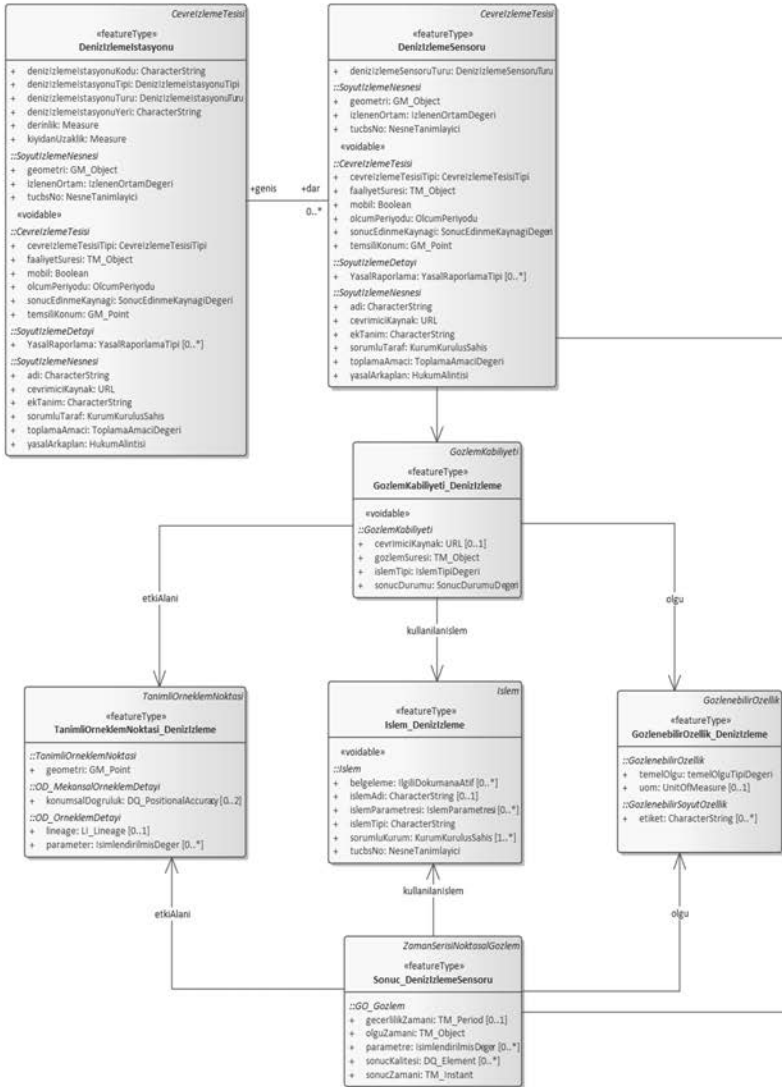 CevreIzlemeTesisi
«featureType»
DenizIzlemeIstasyonu
+ denizIzlemeIstasyonuKodu: CharacterString
+ denizIzlemeIstasyonuTipi: DenizIzlemeIstasyonuTipi
+ denizIzlemeIstasyonuTuru: DenizIzlemeIstasyonuTuru
+ denizIzlemeIstasyonuYeri: CharacterString
+ derinlik: Measure
+ kiyidanUzaklik: Measure
::SoyutIzlemeNesnesi
+ geometri: GM_Object
+ izlenenOrtam: IzlenenOrtamDegeri
+ tucbsNo: NesneTanimlayici
«voidable»
::CevreIzlemeTesisi
+ cevreIzlemeTesisiTipi: CevreIzlemeTesisiTipi
+ faaliyetSuresi: TM_Object
+ mobil: Boolean
+ olcumPeriyodu: OlcumPeriyodu
+ sonucEdinmeKaynagi: SonucEdinmeKaynagiDegeri
+ temsiliKonum: GM_Point
::SoyutIzlemeDetayi
+ YasalRaporlama: YasalRaporlamaTipi [0..*]
::SoyutIzlemeNesnesi
+ adi: CharacterString
+ cevrimiciKaynak: URL
+ ekTanim: CharacterString
+ sorumluTaraf: KurumKurulusSahis
+ toplamaAmaci: ToplamaAmaciDegeri
+ yasalArkaplan: HukumAlintisi
+genis
+dar
0..*
CevreIzlemeTesisi
«featureType»
DenizIzlemeSensoru
+ denizIzlemeSensoruTuru: DenizIzlemeSensoruTuru
::SoyutIzlemeNesnesi
+ geometri: GM_Object
+ izlenenOrtam: IzlenenOrtamDegeri
+ tucbsNo: NesneTanimlayici
«voidable»
::CevreIzlemeTesisi
+ cevreIzlemeTesisiTipi: CevreIzlemeTesisiTipi
+ faaliyetSuresi: TM_Object
+ mobil: Boolean
+ olcumPeriyodu: OlcumPeriyodu
+ sonucEdinmeKaynagi: SonucEdinmeKaynagiDegeri
+ temsiliKonum: GM_Point
::SoyutIzlemeDetayi
+ YasalRaporlama: YasalRaporlamaTipi [0..*]
::SoyutIzlemeNesnesi
+ adi: CharacterString
+ cevrimiciKaynak: URL
+ ekTanim: CharacterString
+ sorumluTaraf: KurumKurulusSahis
+ toplamaAmaci: ToplamaAmaciDegeri
+ yasalArkaplan: HukumAlintisi
GozlemKabiliyeti
«featureType»
GozlemKabiliyeti_DenizIzleme
«voidable»
::GozlemKabiliyeti
+ cevrimiciKaynak: URL [0..1]
+ gozlemSuresi: TM_Object
+ islemTipi: IslemTipiDegeri
+ sonucDurumu: SonucDurumuDegeri
etkiAlani
kullanilanIslem
olgu
TanimliOrneklemNoktasi
«featureType»
TanimliOrneklemNoktasi_DenizIzleme
::TanimliOrneklemNoktasi
+ geometri: GM_Point
::OD_MekansalOrneklemDetayi
+ konumsalDogruluk: DQ_PositionalAccuracy [0..2]
::OD_OrneklemDetayi
+ lineage: LI_Lineage [0..1]
+ parameter: IsimlendirilmisDeger [0..*]
Islem
«featureType»
Islem_DenizIzleme
«voidable»
::Islem
+ belgeleme: IlgiliDokumanaAtif [0..*]
+ islemAdi: CharacterString [0..1]
+ islemParametresi: IslemParametresi [0..*]
+ islemTipi: CharacterString
+ sorumluKurum: KurumKurulusSahis [1..*]
+ tucbsNo: NesneTanimlayici
GozlenebilirOzellik
«featureType»
GozlenebilirOzellik_DenizIzleme
::GozlenebilirOzellik
+ temelOlgu: temelOlguTipiDegeri
+ uom: UnitOfMeasure [0..1]
::GozlenebilirSoyutOzellik
+ etiket: CharacterString [0..*]
etkiAlani
kullanilanIslem
olgu
ZamanSerisiNoktasalGozlem
«featureType»
Sonuc_DenizIzlemeSensoru
::GO_Gozlem
+ gecerlilikZamani: TM_Period [0..1]
+ olguZamani: TM_Object
+ parametre: IsimlendirilmisDeger [0..*]
+ sonucKalitesi: DQ_Element [0..*]
+ sonucZamani: TM_Instant